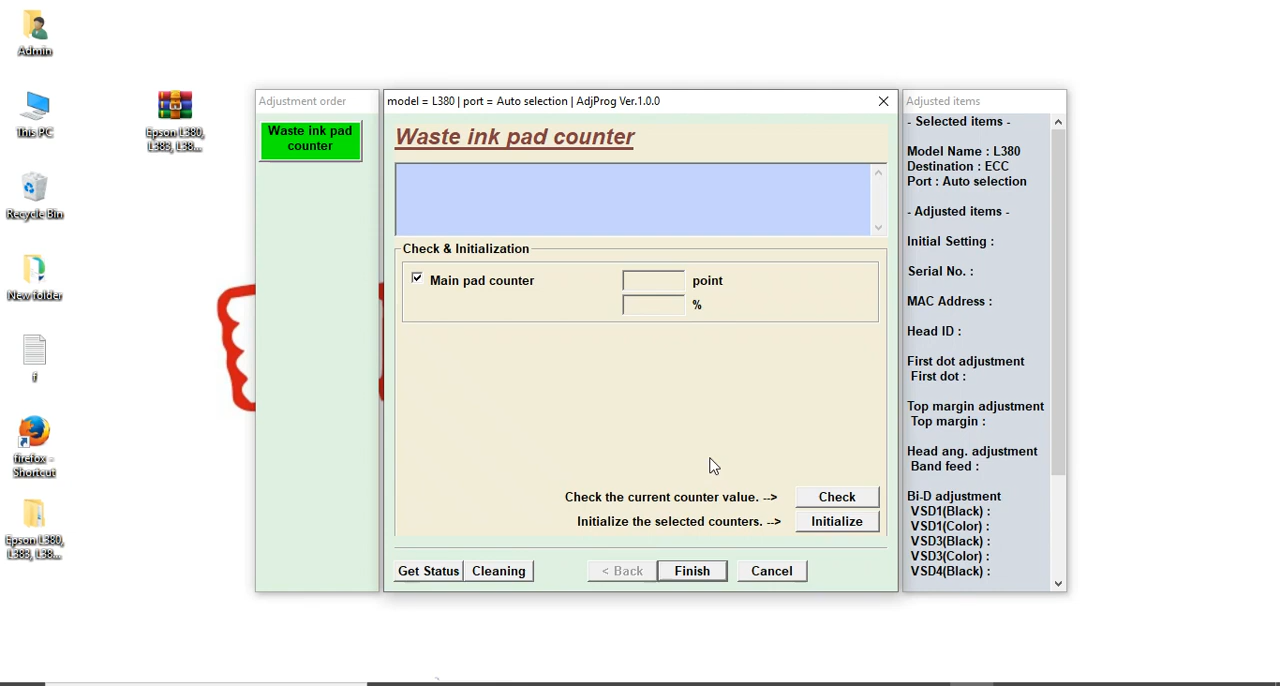 Admin
This PC
Recycle Bin
New folder
f
firefox -
Shortcut
Epson L380,
L383, L38...
Epson L380,
L383, L38...
Adjustment order
Waste ink pad
counter
model = L380 | port = Auto selection | AdjProg Ver.1.0.0
Waste ink pad counter
Check & Initialization
Main pad counter
point
%
Check the current counter value. -->
Check
Initialize the selected counters. -->
Initialize
Get Status
Cleaning
< Back
Finish
Cancel
Adjusted items
- Selected items -
Model Name : L380
Destination : ECC
Port : Auto selection
- Adjusted items -
Initial Setting :
Serial No. :
MAC Address :
Head ID :
First dot adjustment
First dot :
Top margin adjustment
Top margin :
Head ang. adjustment
Band feed :
Bi-D adjustment
VSD1(Black) :
VSD1(Color) :
VSD3(Black) :
VSD3(Color) :
VSD4(Black) :